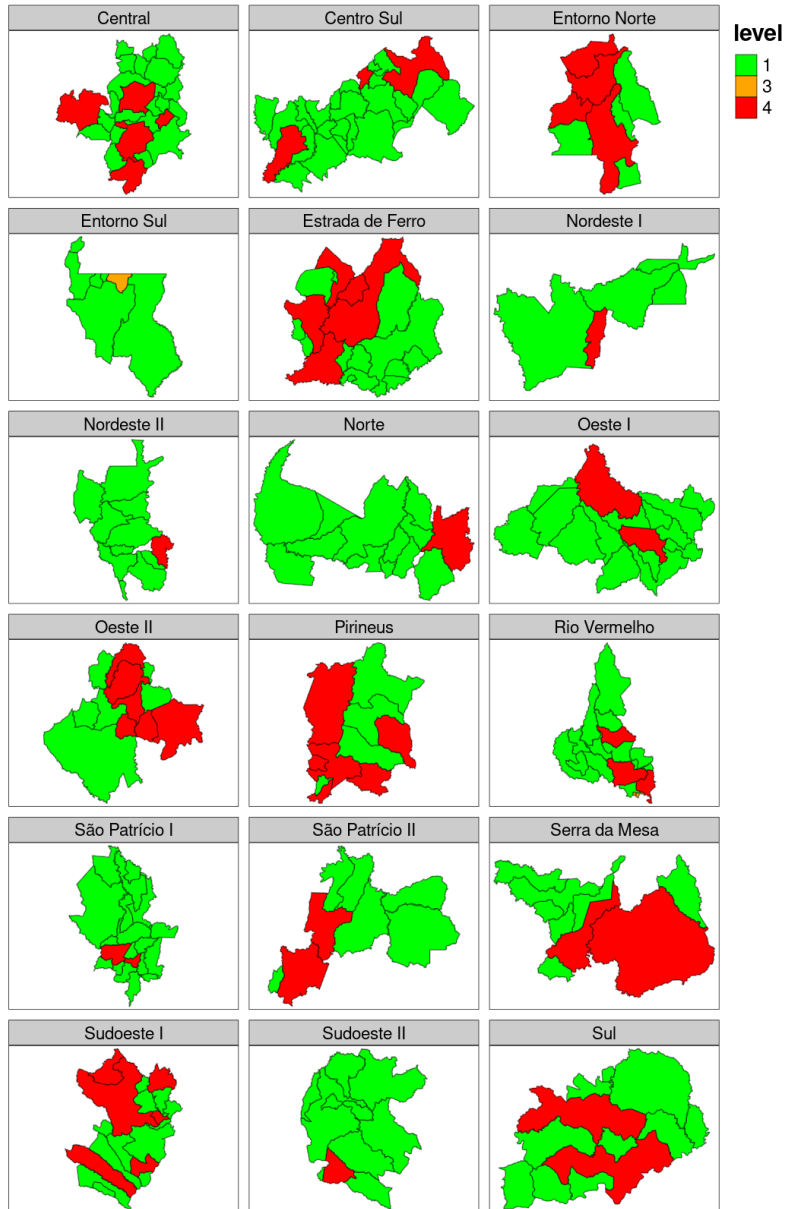 Central
Centro Sul
Entorno Norte
level
1
3
4
Entorno Sul
Estrada de Ferro
Nordeste I
Nordeste II
Norte
Oeste I
Oeste II
Pirineus
Rio Vermelho
São Patrício I
São Patrício II
Serra da Mesa
Sudoeste I
Sudoeste II
Sul